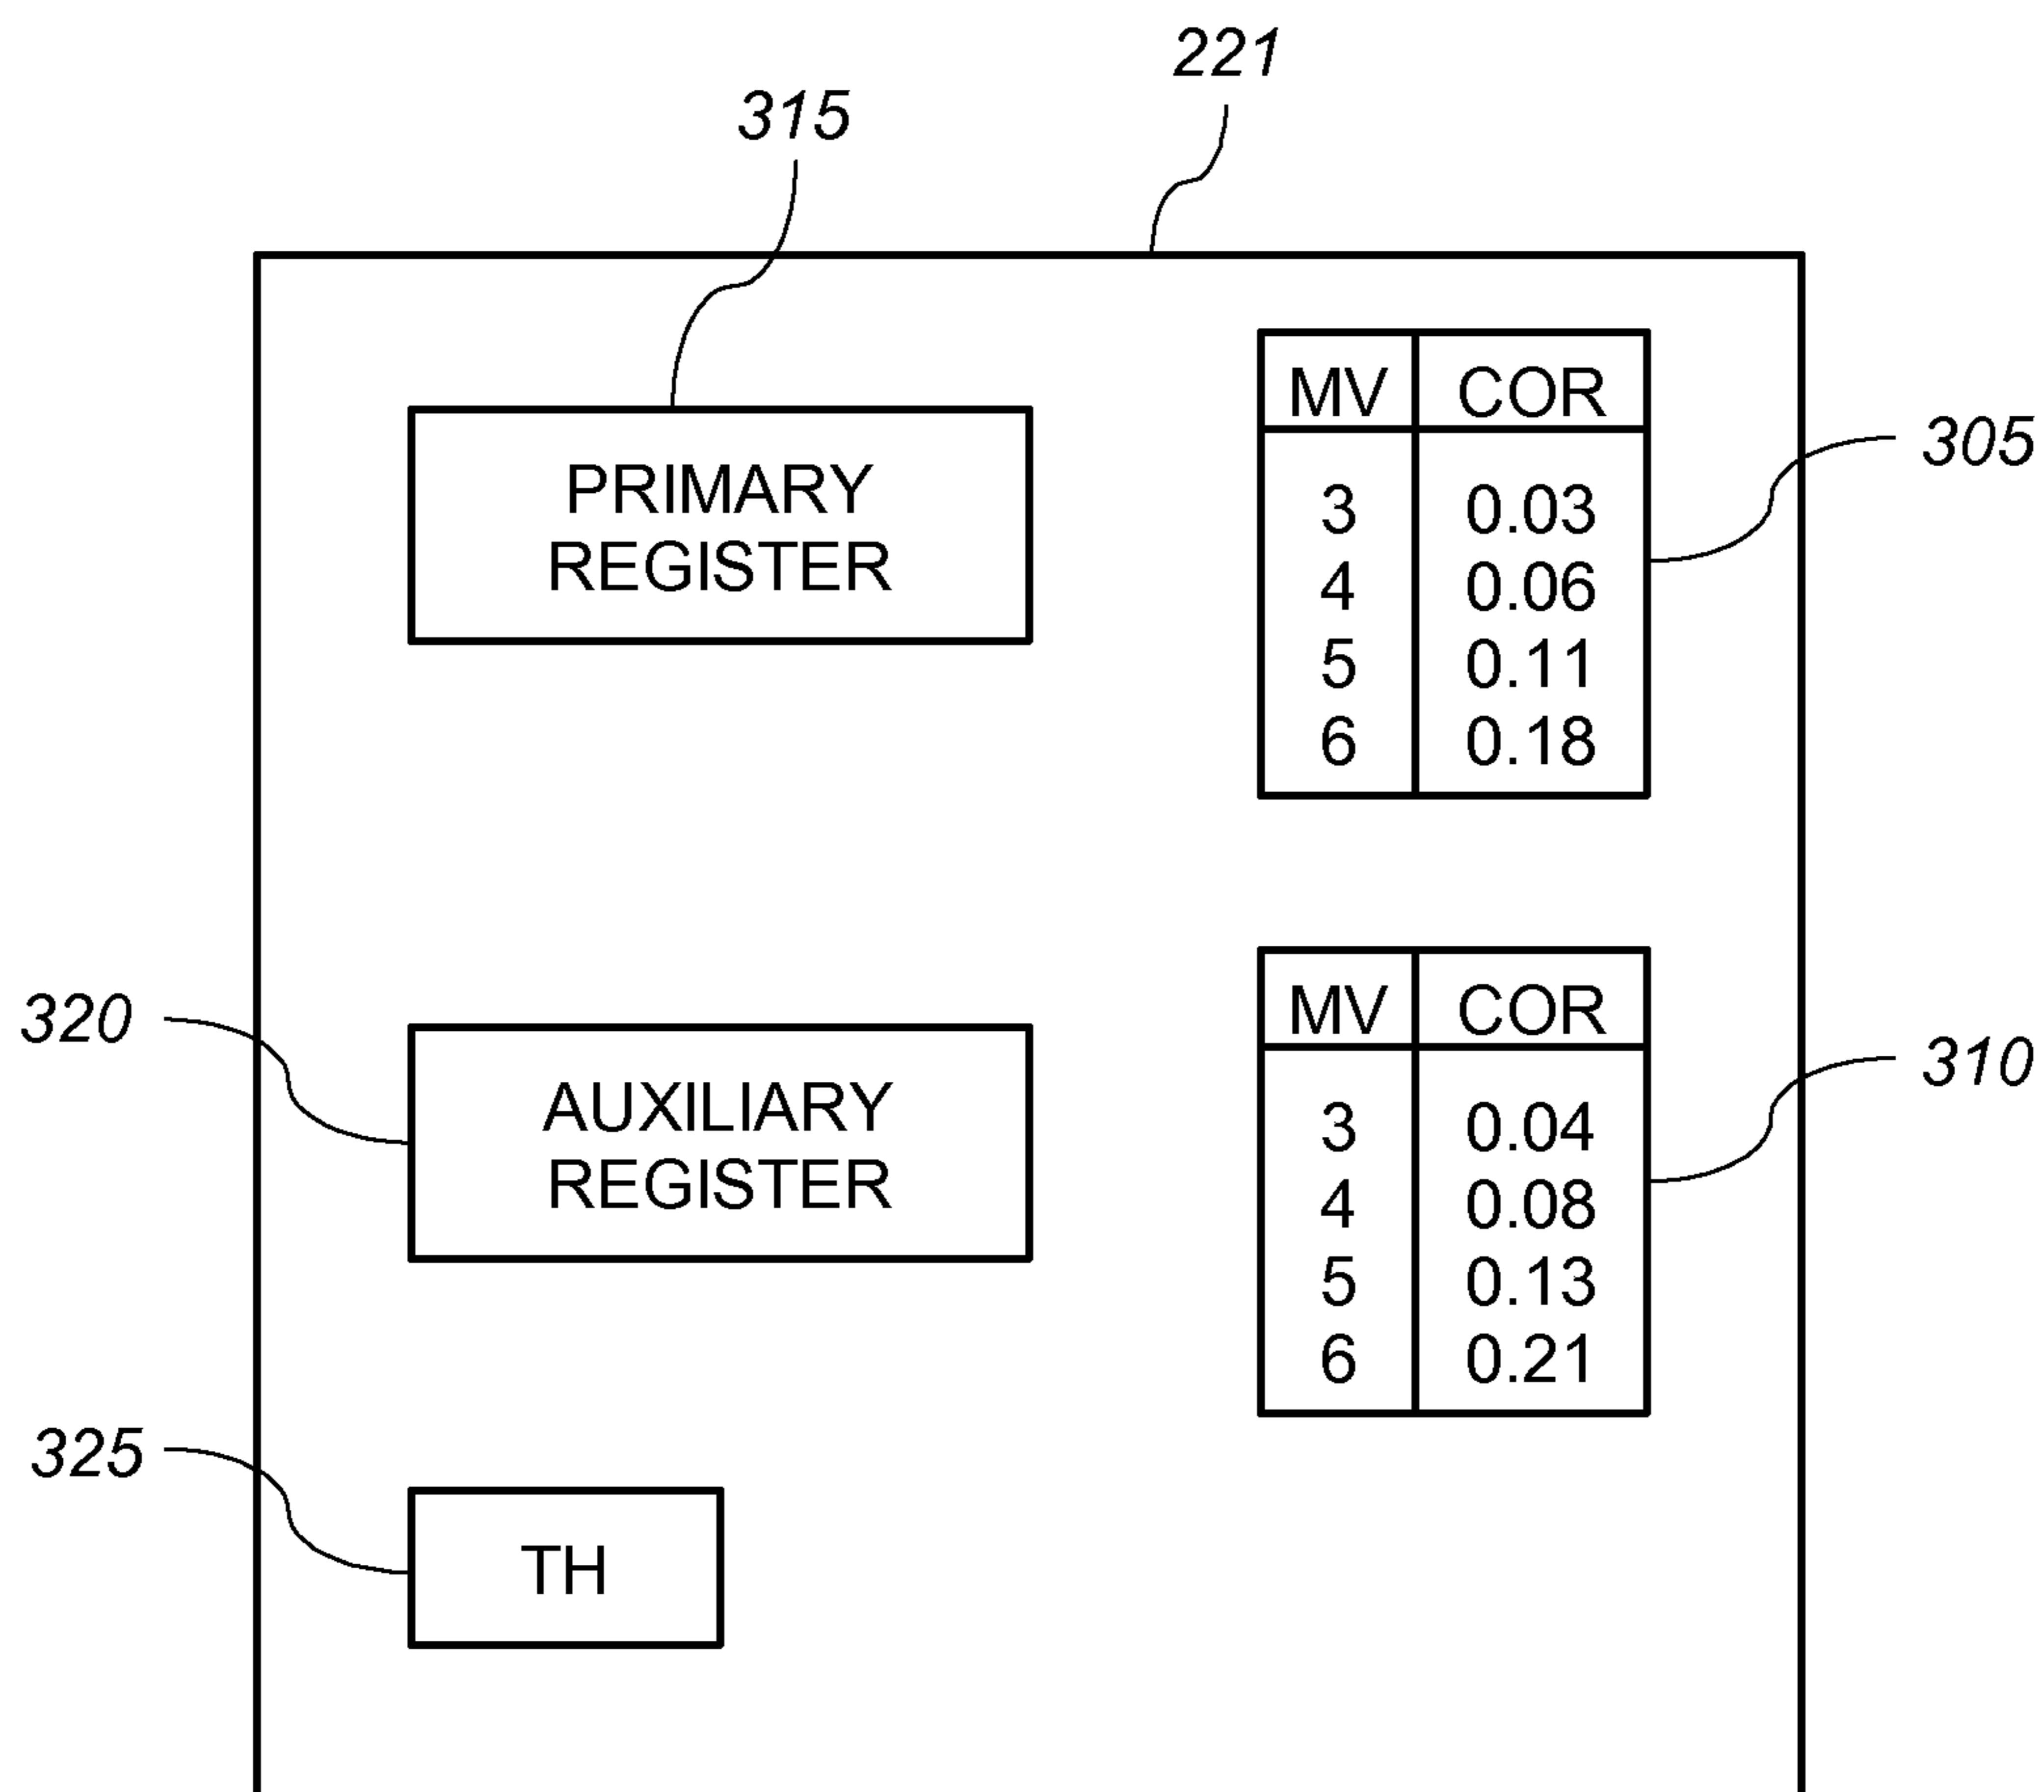 221
315
MV COR
305
PRIMARY
REGISTER
3 0.03
4 0.06
5 0.11
6 0.18
320
MV COR
310
AUXILIARY
REGISTER
3 0.04
4 0.08
5 0.13
6 0.21
325
TH